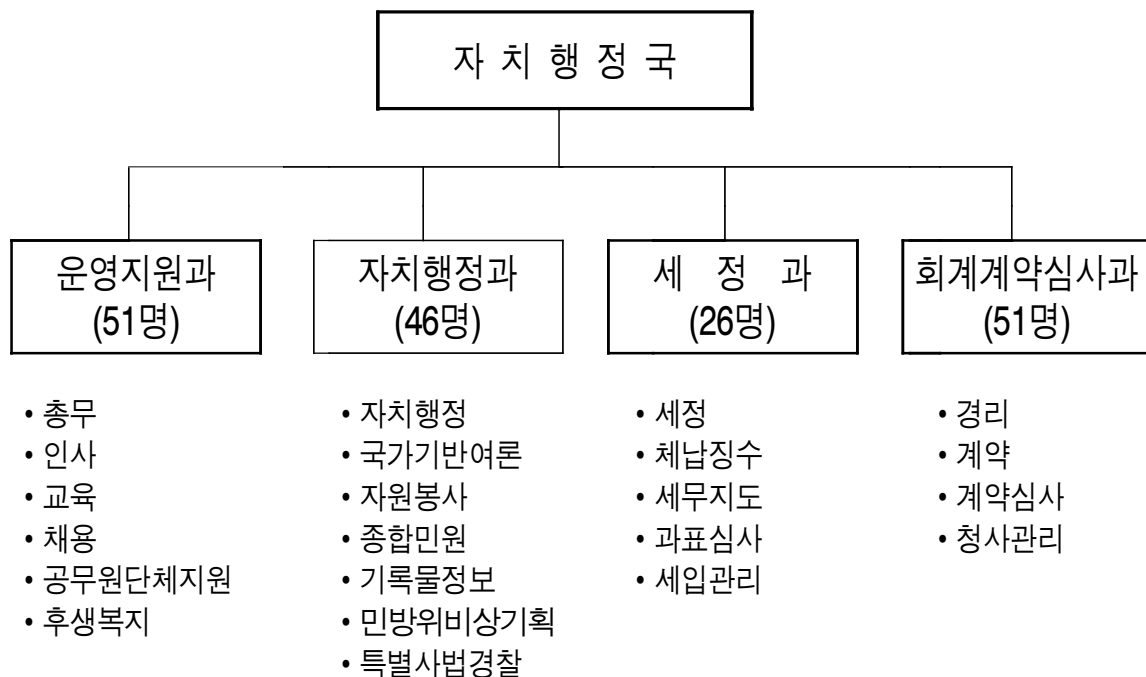 자 치 행 정 국
운영지원과
(51명)
자치행정과
(46명)
세 정 과
(26명)
회계계약심사과
(51명)
• 총무
• 인사
• 교육
• 채용
• 공무원단체지원
• 후생복지
• 자치행정
• 국가기반여론
• 자원봉사
• 종합민원
• 기록물정보
• 민방위비상기획
• 특별사법경찰
• 세정
• 체납징수
• 세무지도
• 과표심사
• 세입관리
• 경리
• 계약
• 계약심사
• 청사관리